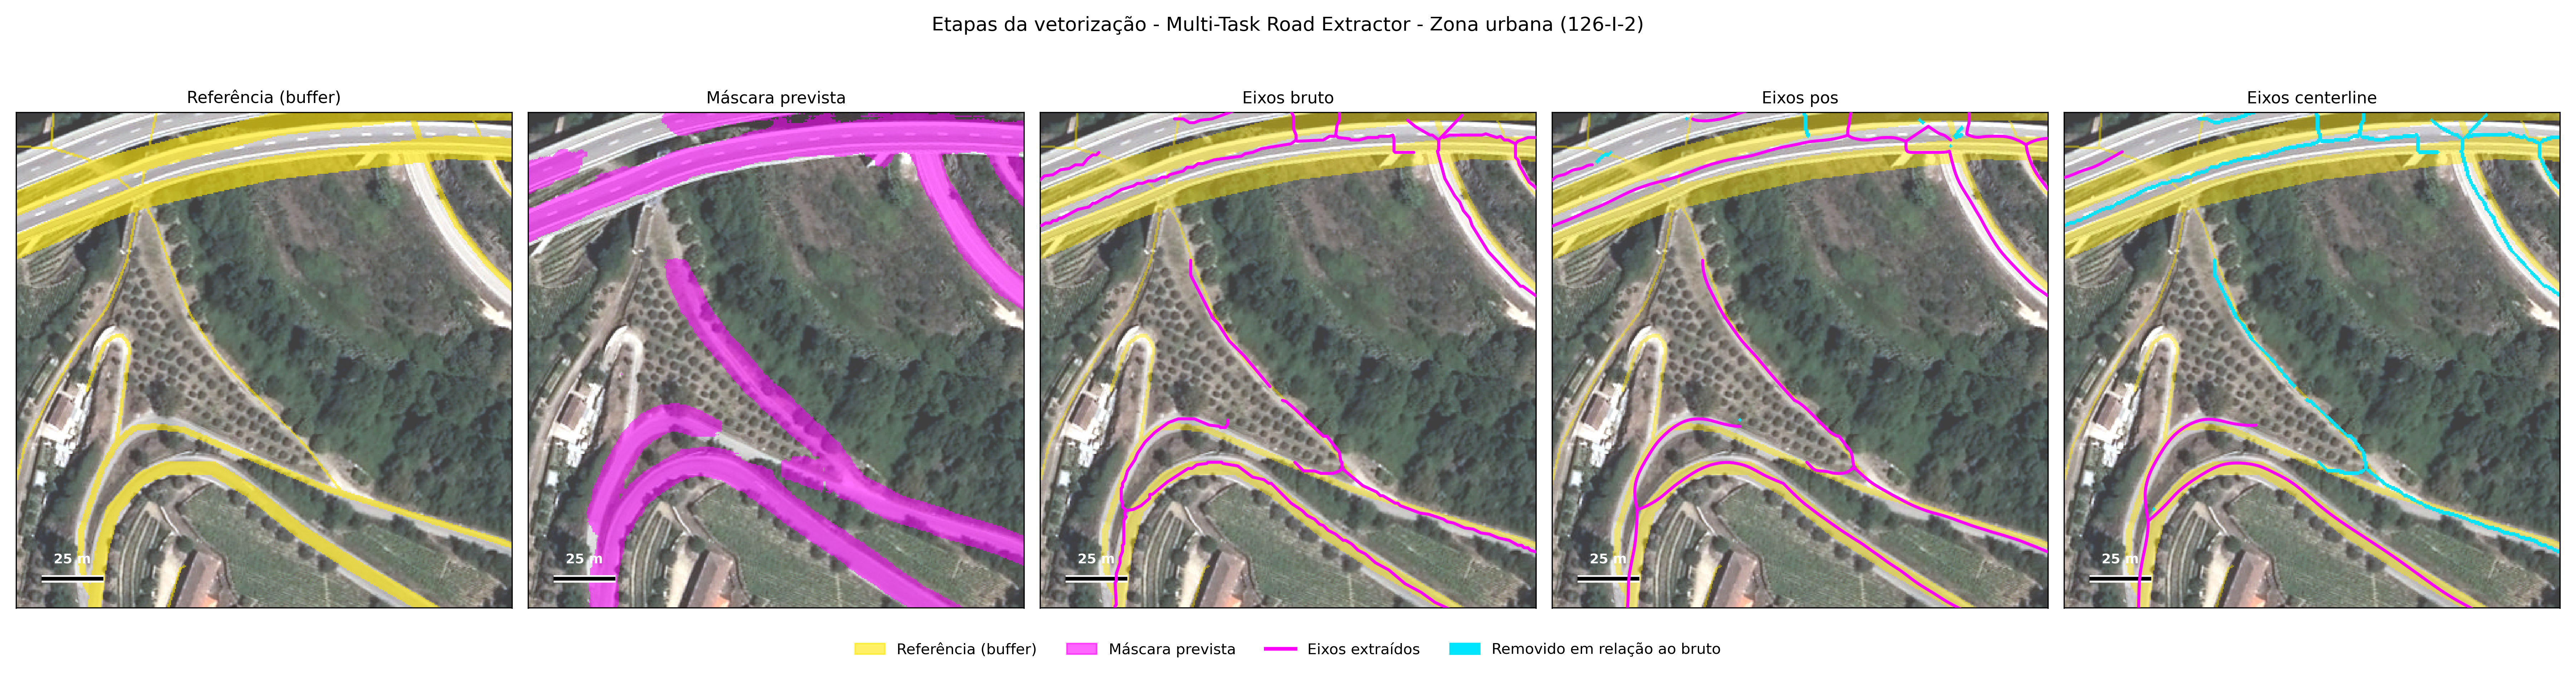 Etapas da vetorização - Multi-Task Road Extractor - Zona urbana (126-I-2)
Referência (buffer)
Máscara prevista
Eixos bruto
Eixos pos
Eixos centerline
25 m
25 m
25 m
25 m
25 m
Referência (buffer)
Máscara prevista
Eixos extraídos
Removido em relação ao bruto